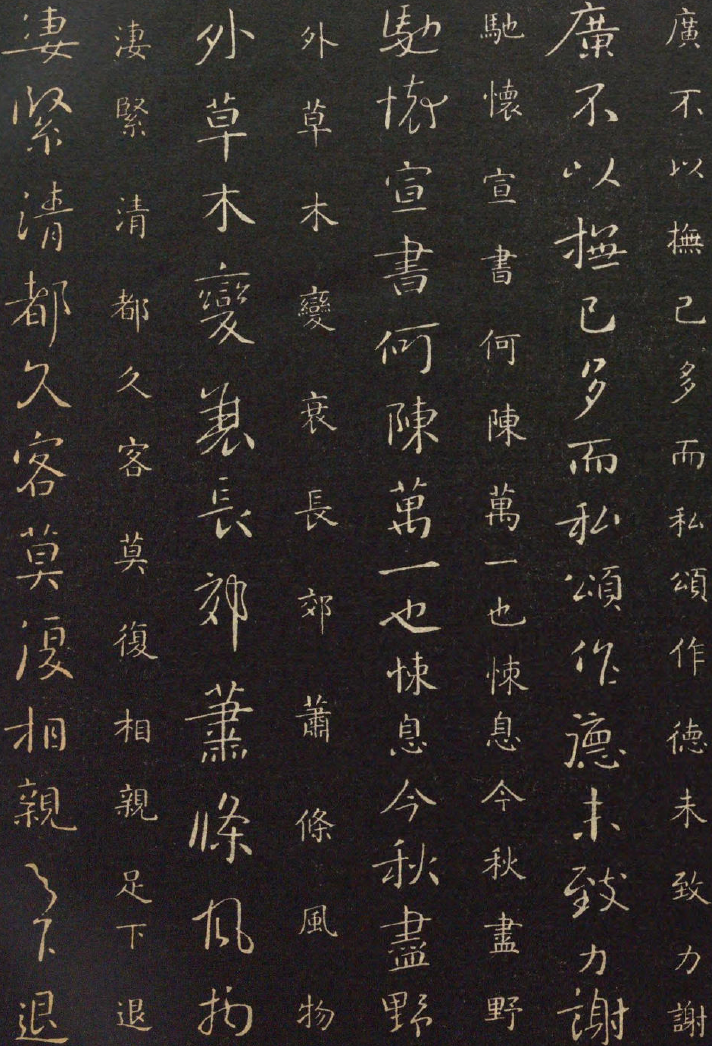 廣不以撫己多而私頌作德未致力謝
廣不以撫己多而私頌作德未致力謝
馳懷宣書何陳萬一也悚息今秋盡野
馳懷宣書何陳萬一也悚息今秋盡野
外草木變衰長郊蕭條風物
外草木變衰長郊蕭條風物
淒緊清都久客莫復相親足下退
淒緊清都久客莫復相親足下退